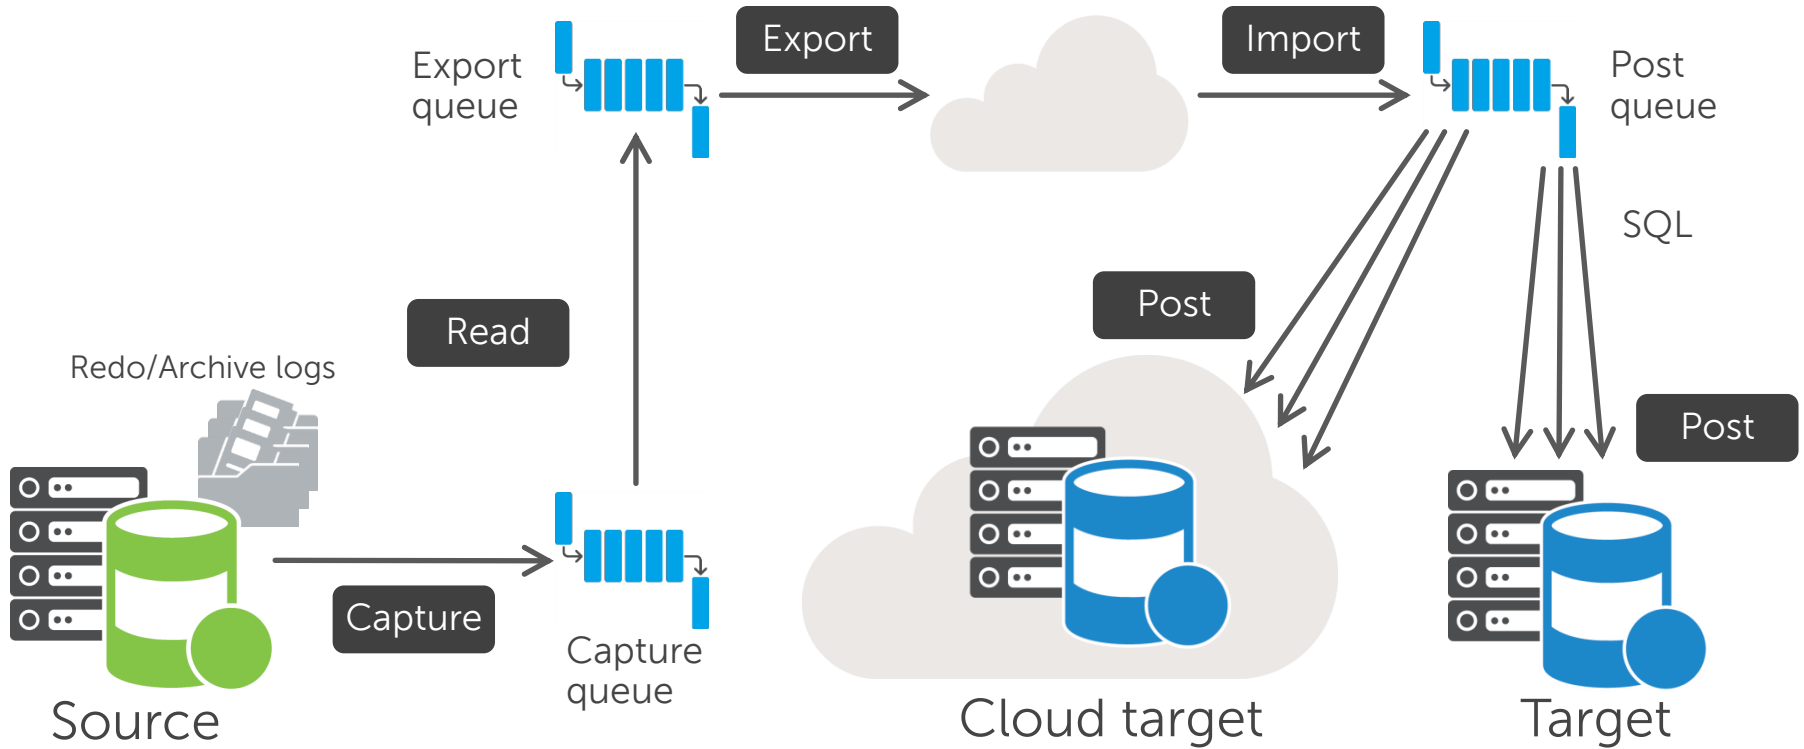 Export
queue
Export
Import
Post
queue
SQL
Post
Read
Redo/Archive logs
Post
Capture
Capture
queue
Source
Cloud target
Target